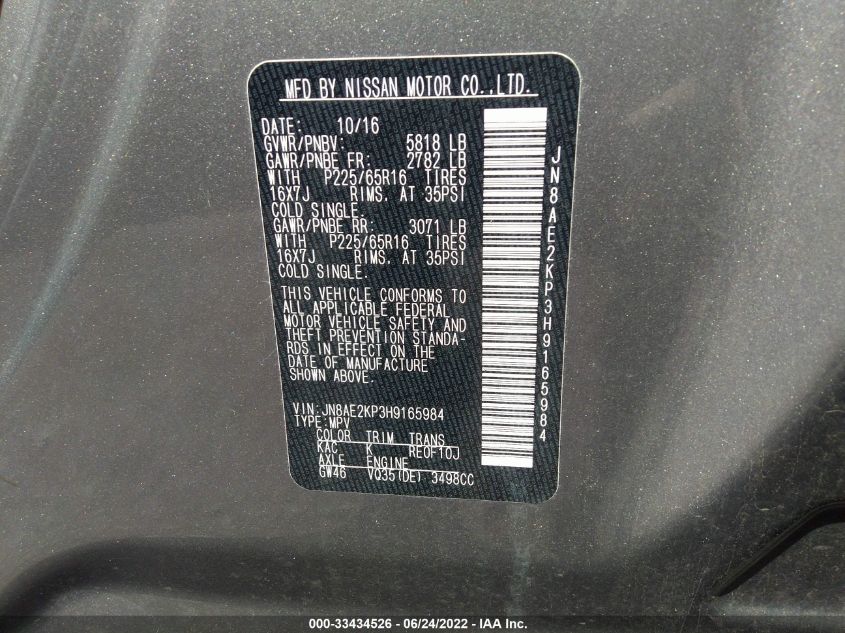 MFD BY NISSAN MOTOR CO.,LTD.
DATE: 10/16
GVWR/PNBV: 5818 LB
GAWR/PNBE FR: 2782 LB
WITH P225/65R16 TIRES
16X7J RIMS. AT 35PSI
COLD SINGLE.
GAWR/PNBE RR: 3071 LB
WITH P225/65R16 TIRES
16X7J RIMS. AT 35PSI
COLD SINGLE.
THIS VEHICLE CONFORMS TO
ALL APPLICABLE FEDERAL
MOTOR VEHICLE SAFETY AND
THEFT PREVENTION STANDA-
RDS IN EFFECT ON THE
DATE OF MANUFACTURE
SHOWN ABOVE.
VIN:JN8AE2KP3H9165984
TYPE:MPV
COLOR TRIM TRANS
KAC K RE0F10J
AXLE ENGINE
GW46 VQ35(DE) 3498CC
JN8AE2KP3H9165984
000-33434526 - 06/24/2022 - IAA Inc.